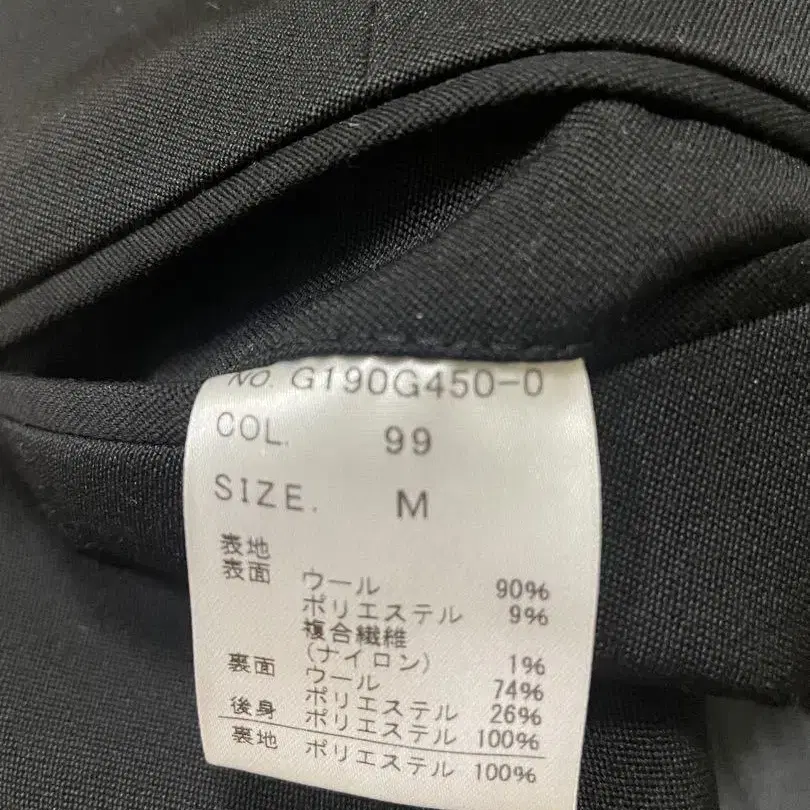 NO. G190G450-0
COL. 99
SIZE. M
表地
表面 ウール 90%
ポリエステル 9%
複合繊維
(ナイロン) 1%
裏面 ウール 74%
ポリエステル 26%
後身 ポリエステル 100%
裏地 ポリエステル 100%